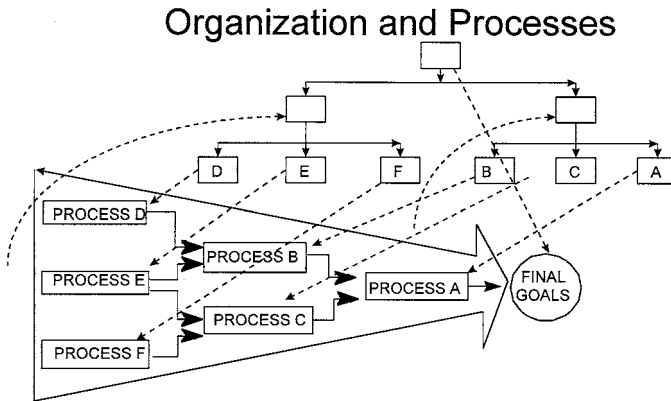 Organization and Processes
D
E
F
B
C
A
PROCESS D
PROCESS B
PROCESS E
PROCESS A
FINAL
GOALS
PROCESS C
PROCESS F